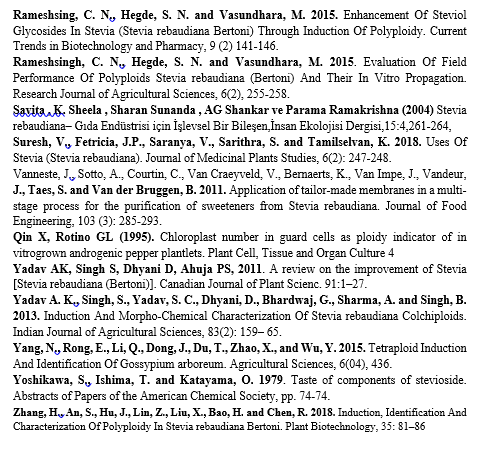 Rameshsing, C. N., Hegde, S. N. and Vasundhara, M. 2015. Enhancement Of Steviol
Glycosides In Stevia (Stevia rebaudiana Bertoni) Through Induction Of Polyploidy. Current
Trends in Biotechnology and Pharmacy, 9 (2) 141-146.
Rameshsingh, C. N., Hegde, S. N. and Vasundhara, M. 2015. Evaluation Of Field
Performance Of Polyploids Stevia rebaudiana (Bertoni) And Their In Vitro Propagation.
Research Journal of Agricultural Sciences, 6(2), 255-258.
Savita, K. Sheela , Sharan Sunanda , AG Shankar ve Parama Ramakrishna (2004) Stevia
rebaudiana– Gıda Endüstrisi için İşlevsel Bir Bileşen,İnsan Ekolojisi Dergisi,15:4,261-264,
Suresh, V., Fetricia, J.P., Saranya, V., Sarithra, S. and Tamilselvan, K. 2018. Uses Of
Stevia (Stevia rebaudiana). Journal of Medicinal Plants Studies, 6(2): 247-248.
Vanneste, J., Sotto, A., Courtin, C., Van Craeyveld, V., Bernaerts, K., Van Impe, J., Vandeur,
J., Taes, S. and Van der Bruggen, B. 2011. Application of tailor-made membranes in a multi-
stage process for the purification of sweeteners from Stevia rebaudiana. Journal of Food
Engineering, 103 (3): 285-293.
Qin X, Rotino GL (1995). Chloroplast number in guard cells as ploidy indicator of in
vitrogrown androgenic pepper plantlets. Plant Cell, Tissue and Organ Culture 4
Yadav AK, Singh S, Dhyani D, Ahuja PS, 2011. A review on the improvement of Stevia
[Stevia rebaudiana (Bertoni)]. Canadian Journal of Plant Scienc. 91:1–27.
Yadav A. K., Singh, S., Yadav, S. C., Dhyani, D., Bhardwaj, G., Sharma, A. and Singh, B.
2013. Induction And Morpho-Chemical Characterization Of Stevia rebaudiana Colchiploids.
Indian Journal of Agricultural Sciences, 83(2): 159– 65.
Yang, N., Rong, E., Li, Q., Dong, J., Du, T., Zhao, X., and Wu, Y. 2015. Tetraploid Induction
And Identification Of Gossypium arboreum. Agricultural Sciences, 6(04), 436.
Yoshikawa, S., Ishima, T. and Katayama, O. 1979. Taste of components of stevioside.
Abstracts of Papers of the American Chemical Society, pp. 74-74.
Zhang, H., An, S., Hu, J., Lin, Z., Liu, X., Bao, H. and Chen, R. 2018. Induction, Identification And
Characterization Of Polyploidy In Stevia rebaudiana Bertoni. Plant Biotechnology, 35: 81–86